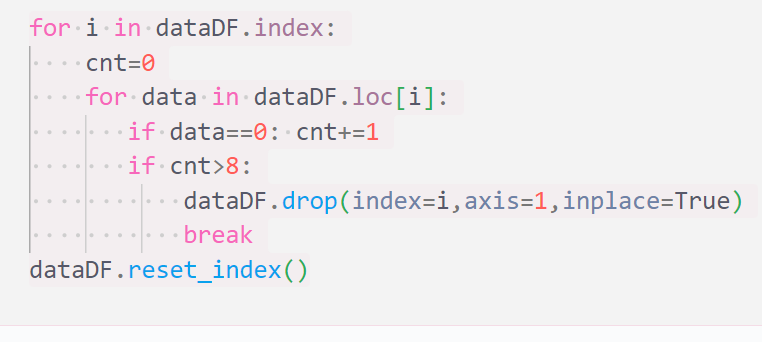 for i in dataDF.index:
    cnt=0
    for data in dataDF.loc[i]:
       if data==0: cnt+=1
       if cnt>8:
           dataDF.drop(index=i,axis=1,inplace=True)
           break
dataDF.reset_index()